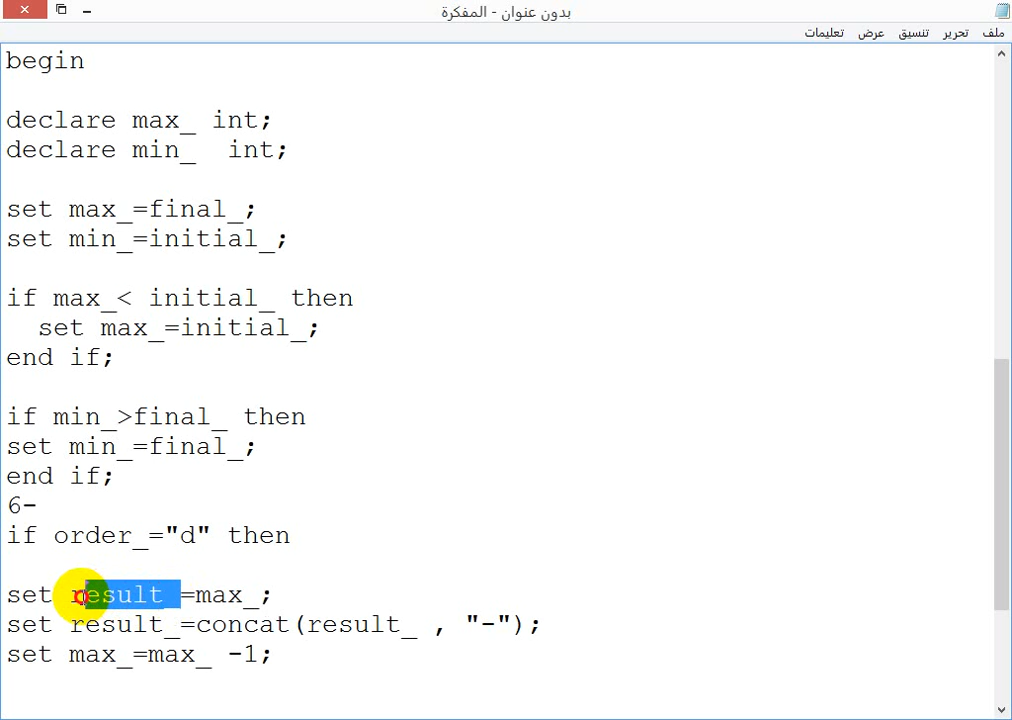 بدون عنوان - المفكرة
ملف تحرير تنسيق عرض تعليمات
begin
declare max_ int;
declare min_  int;
set max_=final_;
set min_=initial_;
if max_< initial_ then
  set max_=initial_;
end if;
if min_>final_ then
set min_=final_;
end if;
6-
if order_="d" then
set result_=max_;
set result_=concat(result_ , "-");
set max_=max_ -1;